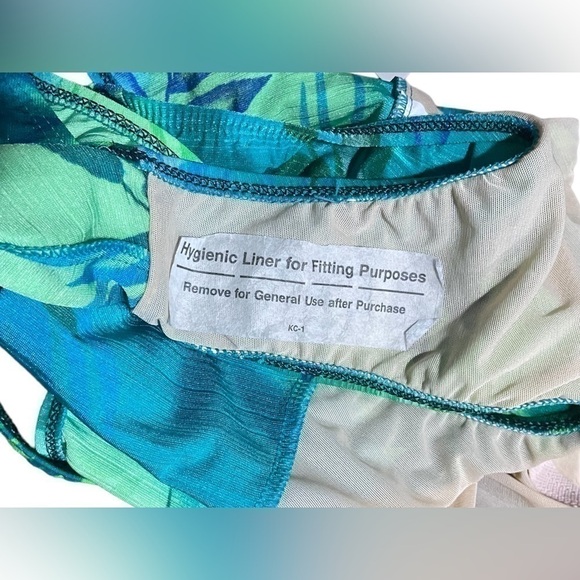 Hygienic Liner for Fitting Purposes
Remove for General Use after Purchase
KC-1